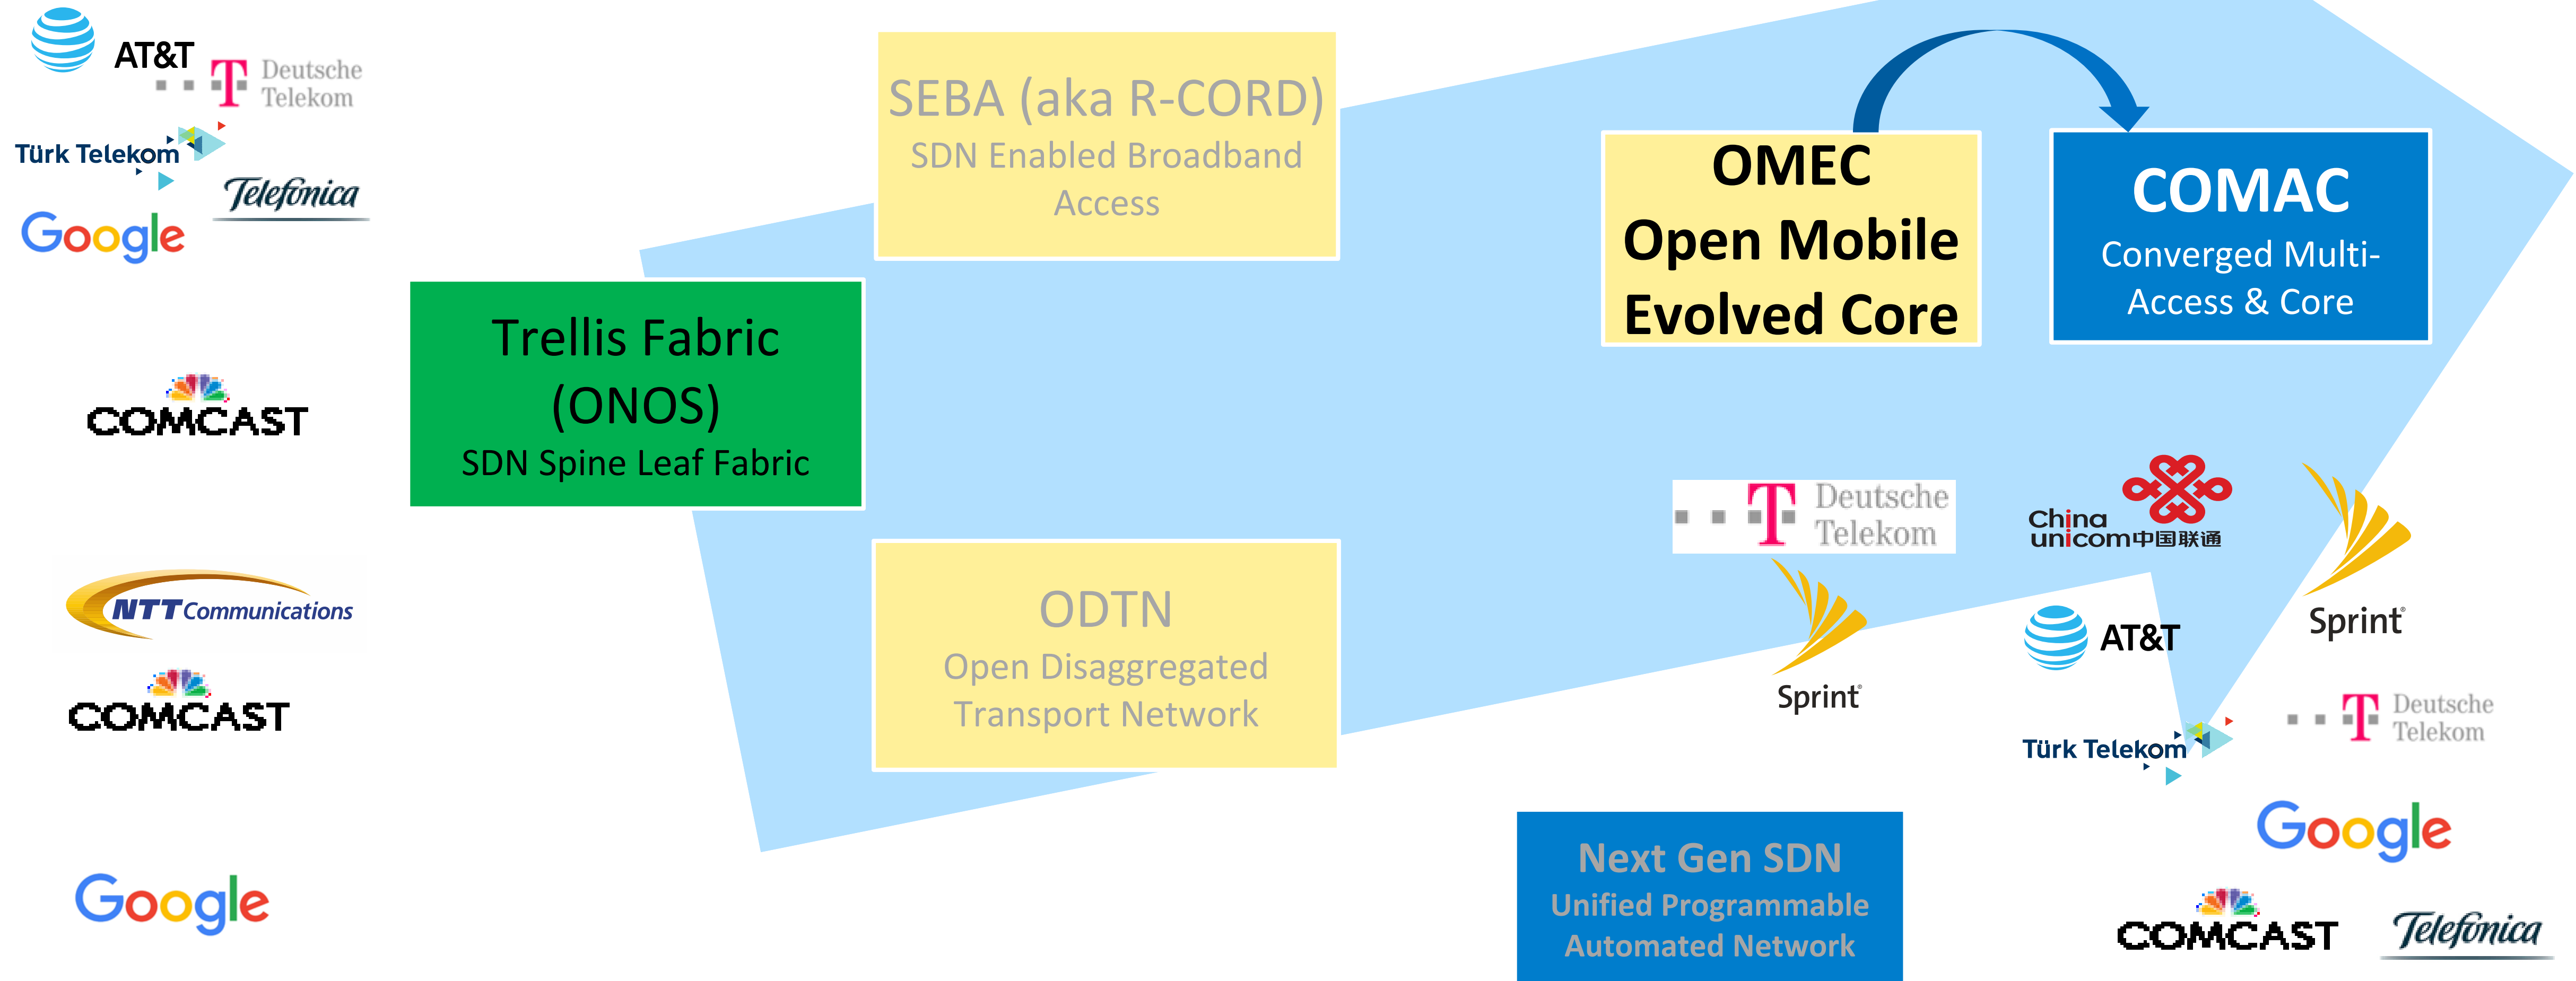 AT&T
Deutsche
Telekom
Türk Telekom
Telefónica
Google
COMCAST
NTT Communications
COMCAST
Google
Trellis Fabric
(ONOS)
SDN Spine Leaf Fabric
SEBA (aka R-CORD)
SDN Enabled Broadband
Access
ODTN
Open Disaggregated
Transport Network
OMEC
Open Mobile
Evolved Core
COMAC
Converged Multi-
Access & Core
Deutsche
Telekom
Sprint
China
unicom中国联通
Sprint
AT&T
Türk Telekom
Deutsche
Telekom
Google
COMCAST
Telefónica
Next Gen SDN
Unified Programmable
Automated Network